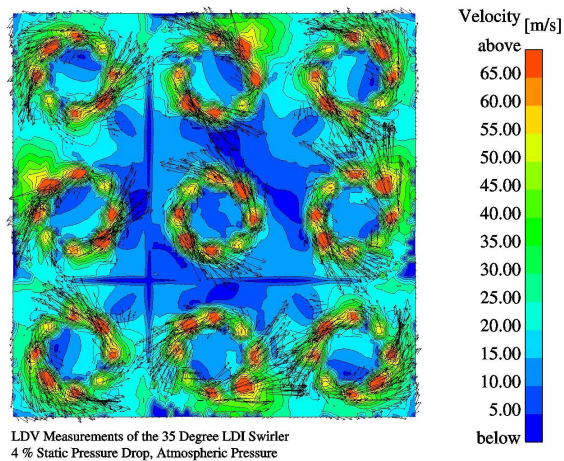 Velocity [m/s]
above
65.00
60.00
55.00
50.00
45.00
40.00
35.00
30.00
25.00
20.00
15.00
10.00
5.00
below
LDV Measurements of the 35 Degree LDI Swirler
4 % Static Pressure Drop, Atmospheric Pressure